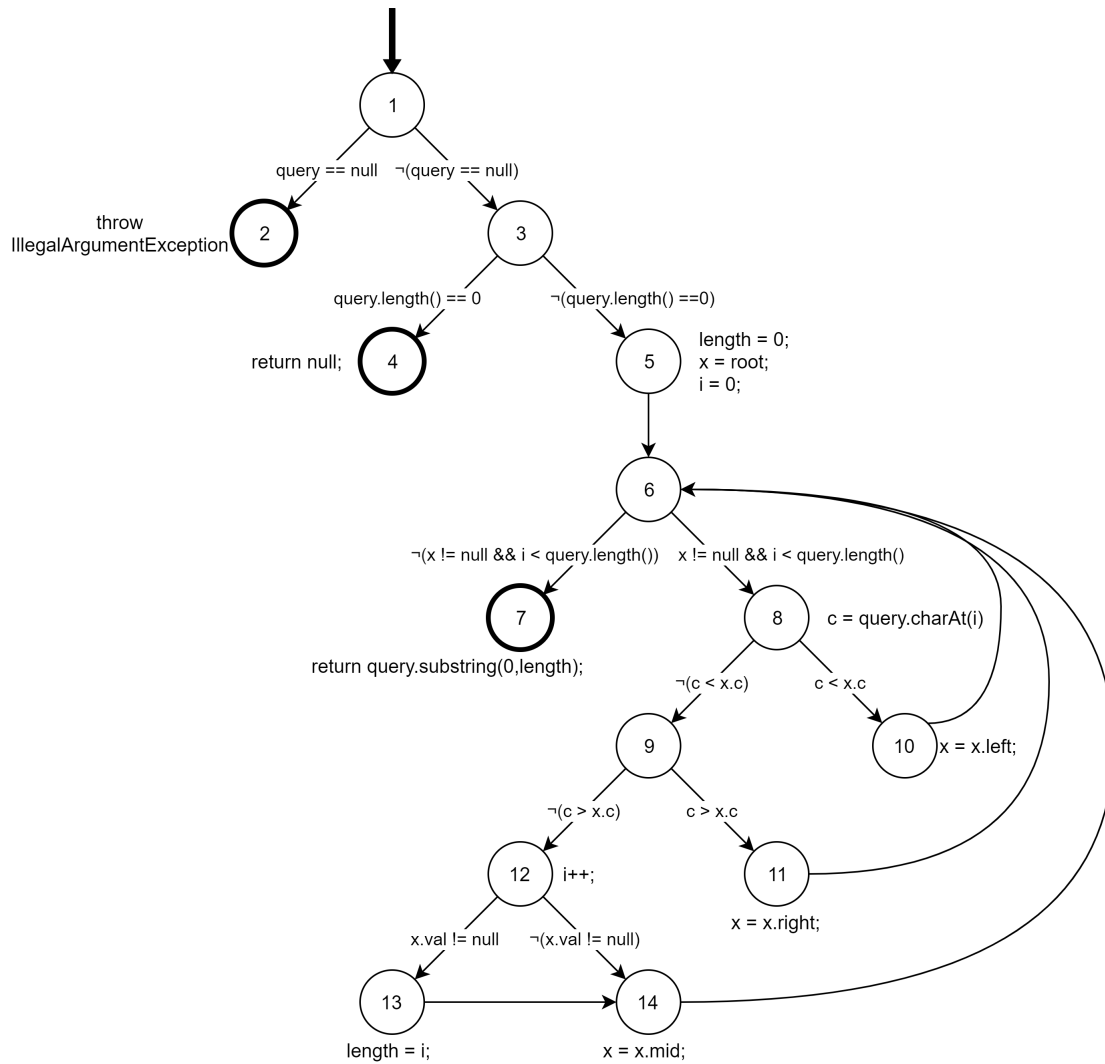 1
query == null
¬(query == null)
throw
IllegalArgumentException
2
3
query.length() == 0
¬(query.length() ==0)
return null;
4
5
length = 0;
x = root;
i = 0;
6
¬(x != null && i < query.length())
x != null && i < query.length()
7
8
c = query.charAt(i)
return query.substring(0,length);
¬(c < x.c)
c < x.c
9
10
x = x.left;
¬(c > x.c)
c > x.c
12
i++;
11
x = x.right;
x.val != null
¬(x.val != null)
13
14
length = i;
x = x.mid;